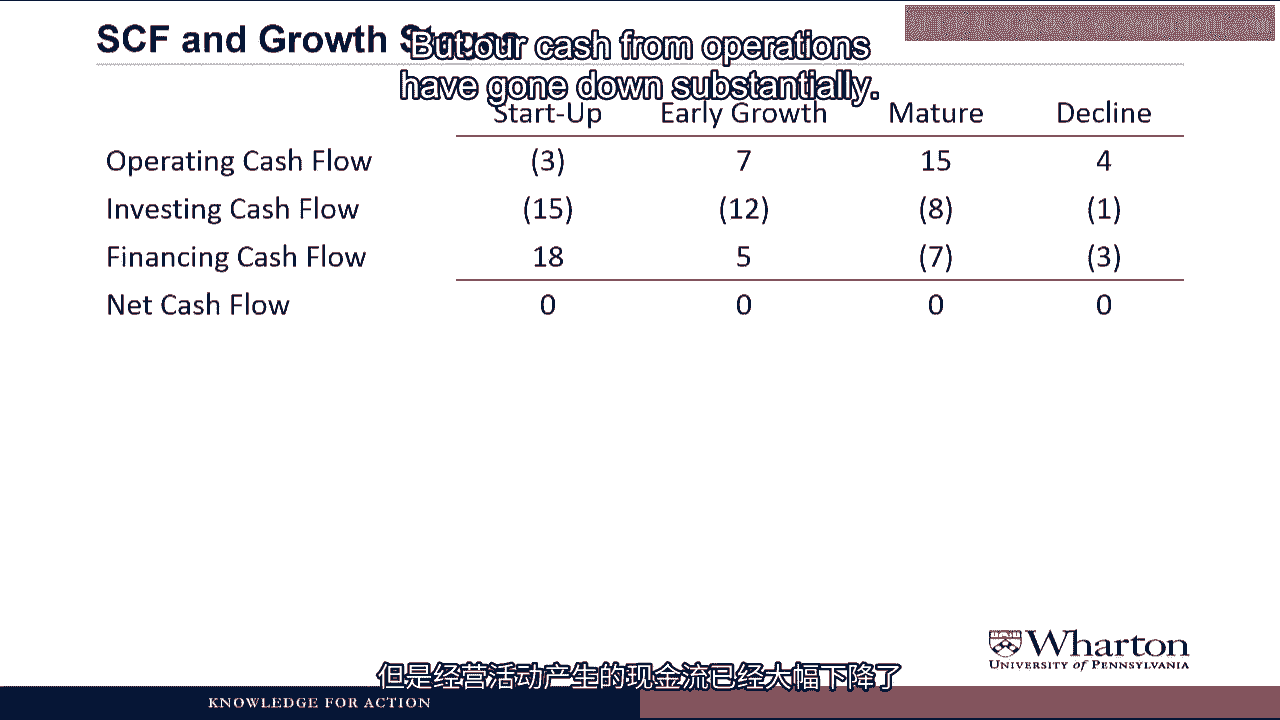 SCF and Growth
But our cash from operations
have gone down substantially.
Start-Up Early Growth Mature Decline
Operating Cash Flow (3) 7 15 4
Investing Cash Flow (15) (12) (8) (1)
Financing Cash Flow 18 5 (7) (3)
Net Cash Flow 0 0 0 0
Wharton
UNIVERSITY of PENNSYLVANIA
但是经营活动产生的现金流已经大幅下降了
KNOWLEDGE FOR ACTION